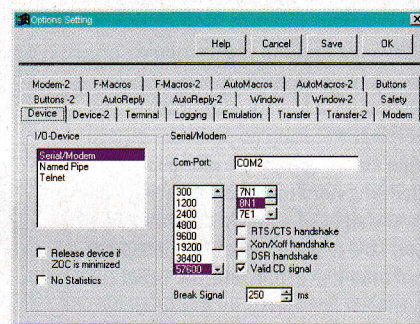 Options Setting
Help Cancel Save OK
Modem-2 F-Macros F-Macros-2 AutoMacros AutoMacros-2 Buttons
Buttons -2 AutoReply AutoReply-2 Window Window-2 Safety
Device Device-2 Terminal Logging Emulation Transfer Transfer-2 Modem
I/O-Device
Serial/Modem
Named Pipe
Telnet
Release device if
ZOC is minimized
No Statistics
Serial/Modem
Com-Port: COM2
300
1200
2400
4800
9600
19200
38400
57600
7N1
8N1
7E1
RTS/CTS handshake
Xon/Xoff handshake
DSR handshake
Valid CD signal
Break Signal 250 ms